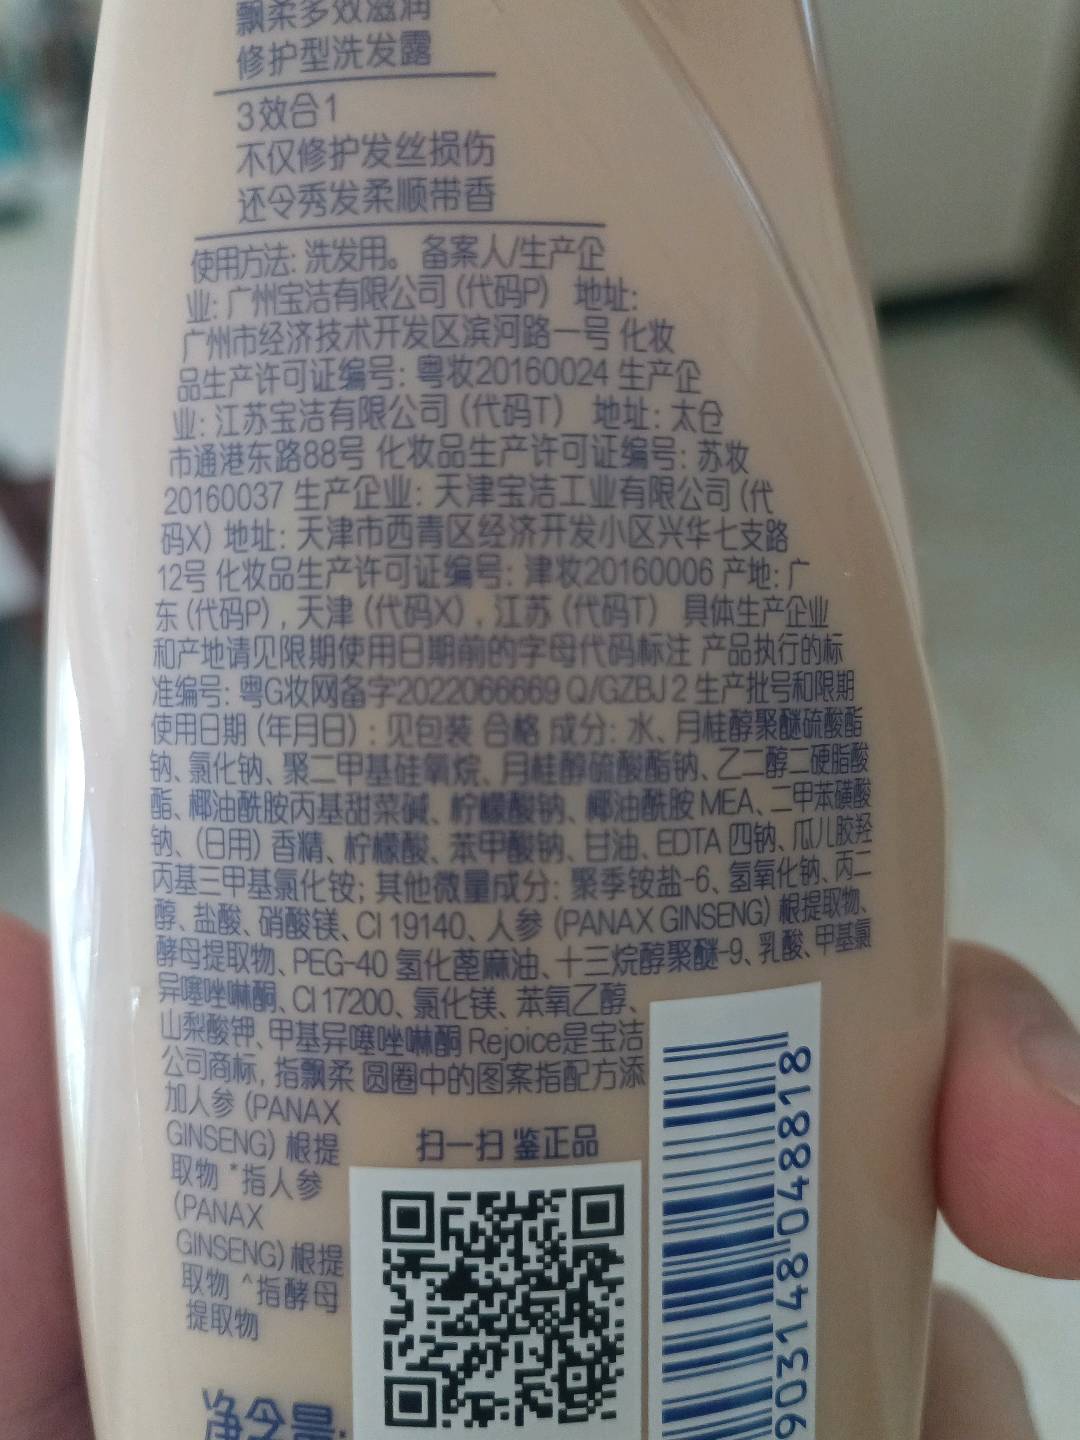 飘柔多效滋润
修护型洗发露
3效合1
不仅修护发丝损伤
还令秀发柔顺带香
使用方法: 洗发用。 备案人/生产企
业: 广州宝洁有限公司 (代码P) 地址:
广州市经济技术开发区滨河路一号 化妆
品生产许可证编号: 粤妆20160024 生产企
业: 江苏宝洁有限公司 (代码T) 地址: 太仓
市通港东路88号 化妆品生产许可证编号: 苏妆
20160037 生产企业: 天津宝洁工业有限公司 (代
码X) 地址: 天津市西青区经济开发小区兴华七支路
12号 化妆品生产许可证编号: 津妆20160006 产地: 广
东 (代码P) , 天津 (代码X) , 江苏 (代码T) 具体生产企业
和产地请见限期使用日期前的字母代码标注 产品执行的标
准编号: 粤G妆网备字2022066669 Q/GZBJ 2 生产批号和限期
使用日期 (年月日) : 见包装 合格 成分: 水、月桂醇聚醚硫酸酯
钠、氯化钠、聚二甲基硅氧烷、月桂醇硫酸酯钠、乙二醇二硬脂酸
酯、椰油酰胺丙基甜菜碱、柠檬酸钠、椰油酰胺 MEA、二甲苯磺酸
钠、(日用) 香精、柠檬酸、苯甲酸钠、甘油、EDTA 四钠、瓜儿胶羟
丙基三甲基氯化铵; 其他微量成分: 聚季铵盐-6、氢氧化钠、丙二
醇、盐酸、硝酸镁、CI 19140、人参 (PANAX GINSENG) 根提取物、
酵母提取物、PEG-40 氢化蓖麻油、十三烷醇聚醚-9、乳酸、甲基氯
异噻唑啉酮、CI 17200、氯化镁、苯氧乙醇、
山梨酸钾、甲基异噻唑啉酮 Rejoice是宝洁
公司商标, 指飘柔 圆圈中的图案指配方添
加人参 (PANAX
GINSENG) 根提
取物 *指人参
(PANAX
GINSENG) 根提
取物 ^指酵母
提取物
扫一扫 鉴正品
净含量:
903148 048818